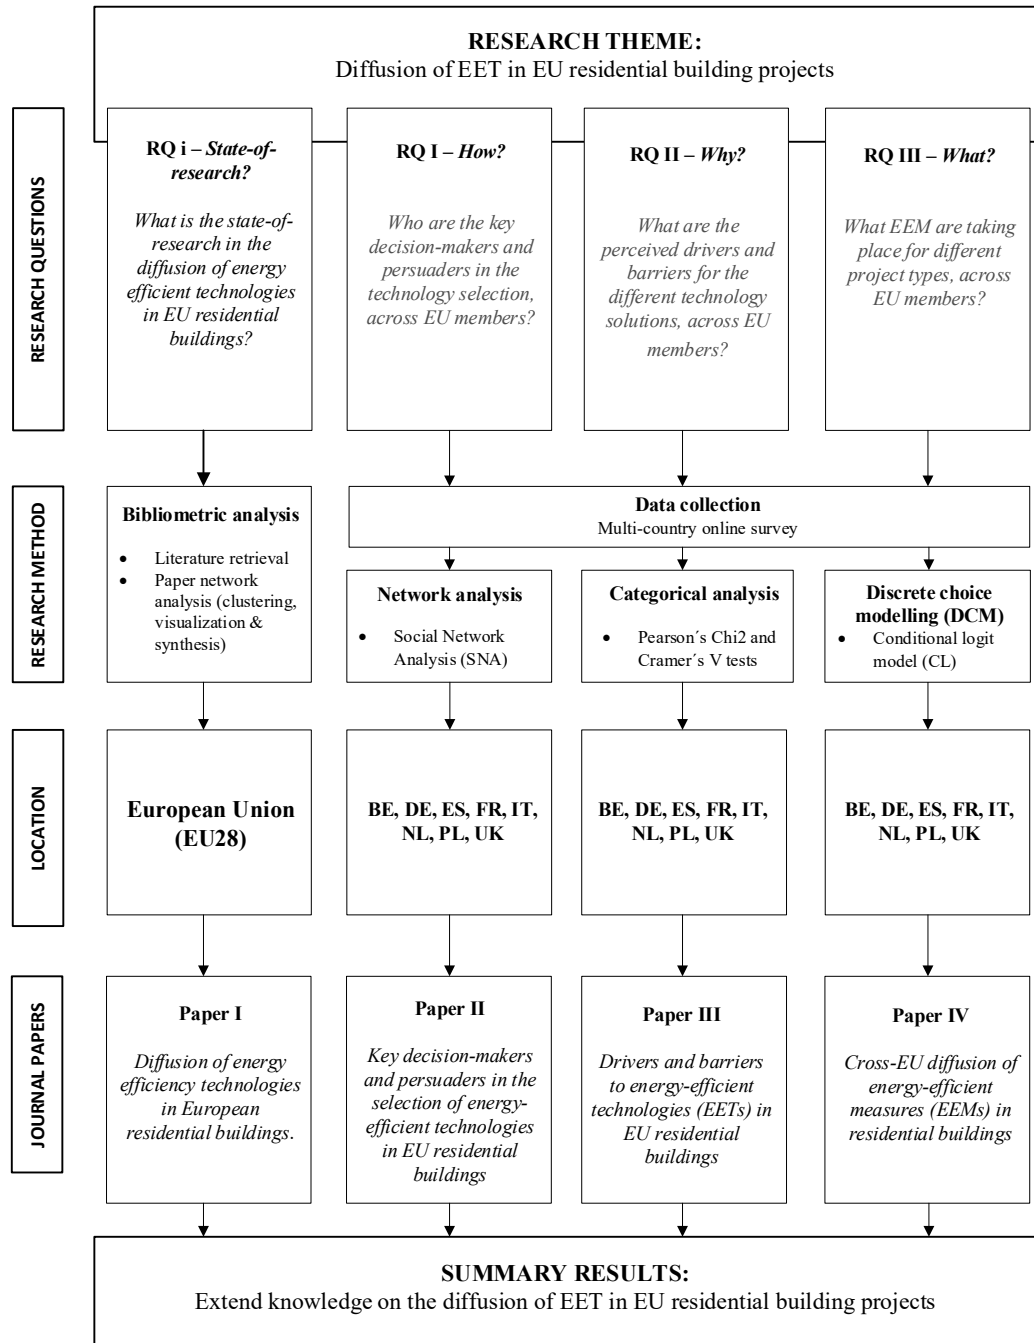 RESEARCH THEME:
Diffusion of EET in EU residential building projects
RESEARCH QUESTIONS
RQ i – State-of-
research?
What is the state-of-
research in the
diffusion of energy
efficient technologies
in EU residential
buildings?
RQ I – How?
Who are the key
decision-makers and
persuaders in the
technology selection,
across EU members?
RQ II – Why?
What are the
perceived drivers and
barriers for the
different technology
solutions, across EU
members?
RQ III – What?
What EEM are taking
place for different
project types, across
EU members?
RESEARCH METHOD
Bibliometric analysis
• Literature retrieval
• Paper network
analysis (clustering,
visualization &
synthesis)
Data collection
Multi-country online survey
Network analysis
• Social Network
Analysis (SNA)
Categorical analysis
• Pearson´s Chi2 and
Cramer´s V tests
Discrete choice
modelling (DCM)
• Conditional logit
model (CL)
LOCATION
European Union
(EU28)
BE, DE, ES, FR, IT,
NL, PL, UK
BE, DE, ES, FR, IT,
NL, PL, UK
BE, DE, ES, FR, IT,
NL, PL, UK
JOURNAL PAPERS
Paper I
Diffusion of energy
efficiency technologies
in European
residential buildings.
Paper II
Key decision-makers
and persuaders in the
selection of energy-
efficient technologies
in EU residential
buildings
Paper III
Drivers and barriers
to energy-efficient
technologies (EETs) in
EU residential
buildings
Paper IV
Cross-EU diffusion of
energy-efficient
measures (EEMs) in
residential buildings
SUMMARY RESULTS:
Extend knowledge on the diffusion of EET in EU residential building projects